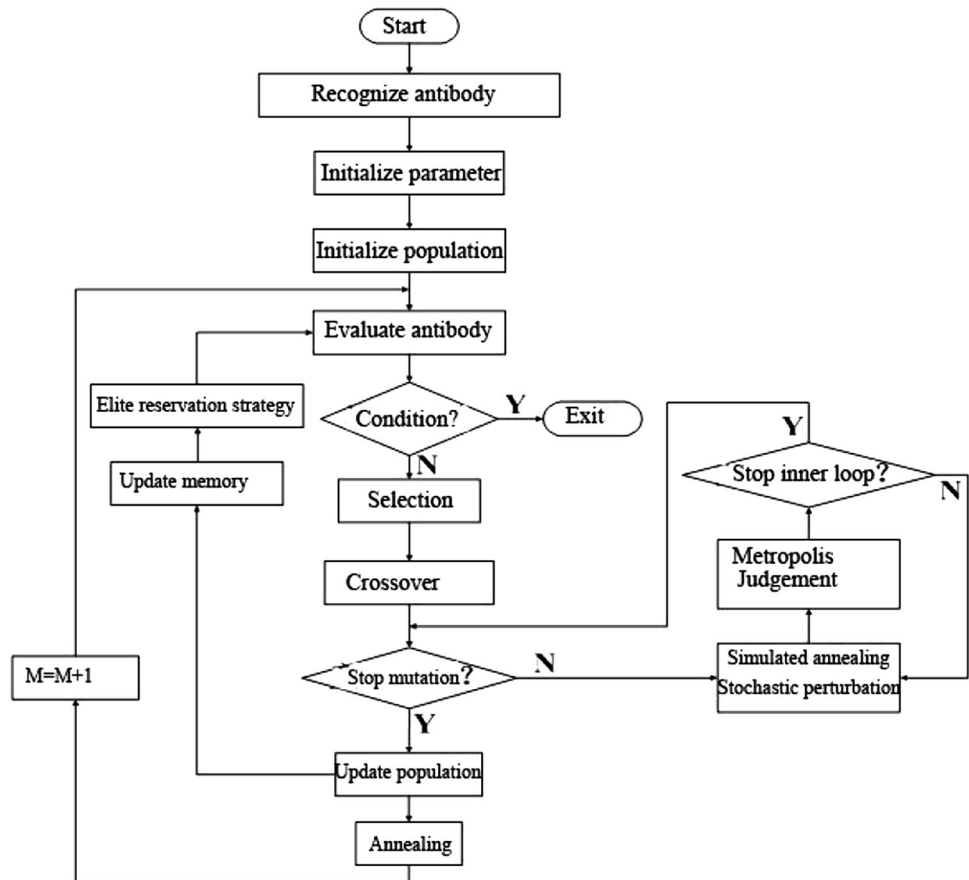 Start
Recognize antibody
Initialize parameter
Initialize population
Evaluate antibody
Elite reservation strategy
Condition?
Y
Exit
Y
N
Update memory
Selection
Stop inner loop?
N
Crossover
Metropolis
Judgement
M=M+1
Stop mutation?
N
Simulated annealing
Stochastic perturbation
Y
Update population
Annealing